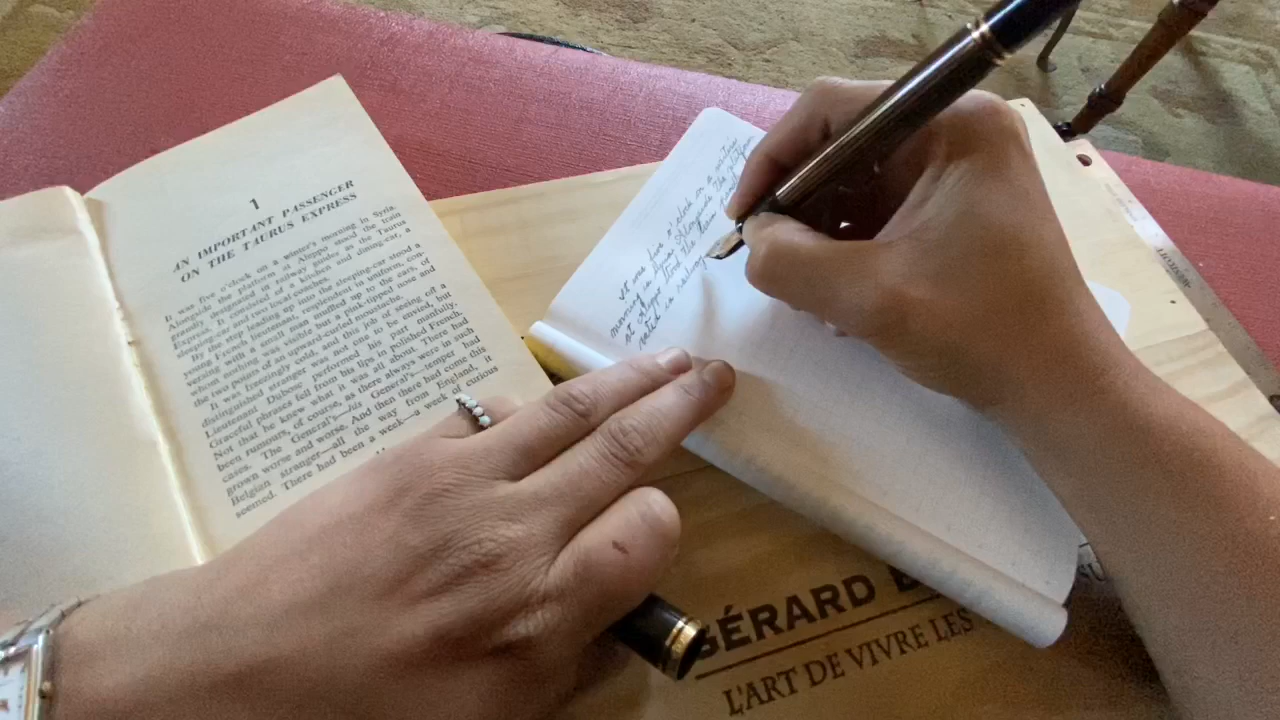 1
AN IMPORTANT PASSENGER
ON THE TAURUS EXPRESS
It was five o'clock on a winter's morning in Syria.
Alongside the platform at Aleppo stood the train
grandly designated in railway guides as the Taurus
Express. It consisted of a kitchen and dining-car, a
sleeping-car and two local coaches.
By the step leading up into the sleeping-car stood a
young French lieutenant, resplendent in uniform, con-
versing with a small man muffled up to the ears, of
whom nothing was visible but a pink-tipped nose and
the two points of an upward-curled moustache.
It was freezingly cold, and this job of seeing off a
distinguished stranger was not one to be envied, but
Lieutenant Dubosc performed his part manfully.
Graceful phrases fell from his lips in polished French.
Not that he knew what it was all about. There had
been rumours, of course, as there always were in such
cases. The General's—his General's—temper had
grown worse and worse. And then there had come this
Belgian stranger—all the way from England, it
seemed. There had been a week—a week of curious
It was five o'clock on a winter's
morning in Syria. Alongside the platform
at Aleppo stood the train grand
in railway
GÉRARD
L'ART DE VIVRE LES